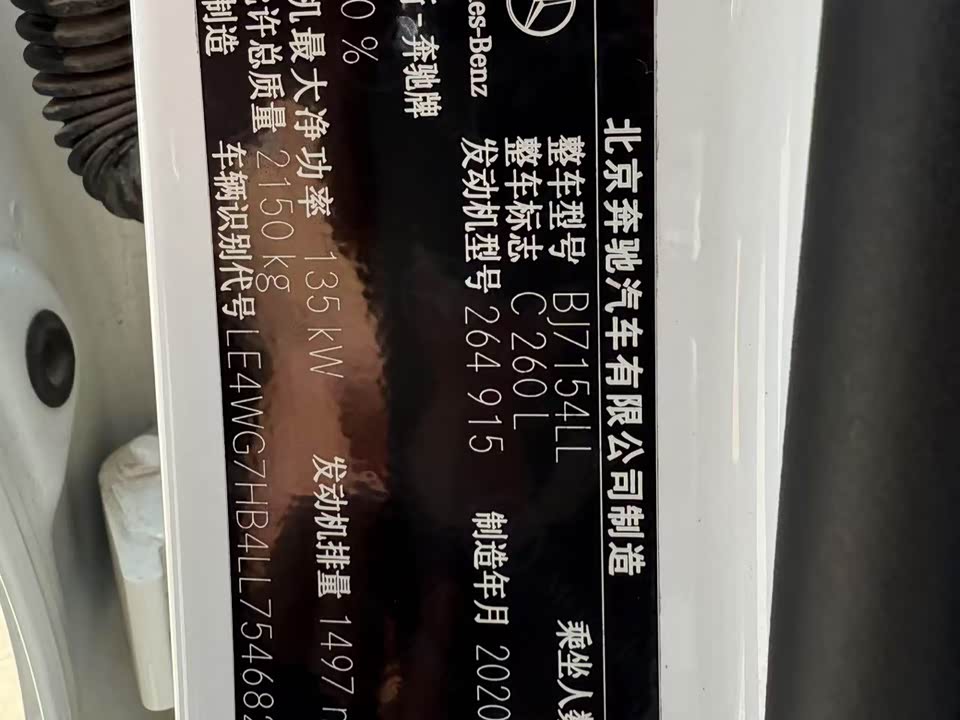 北京奔驰汽车有限公司制造
整车型号 BJ7154LL 乘坐人数
整车标志 C 260 L
es-Benz 发动机型号 264 915 制造年月 2020
-奔驰牌
0 %
机最大净功率 135 kW 发动机排量 1497
许总质量 2150 kg
制造 车辆识别代号 LE4WG7HB4LL75468